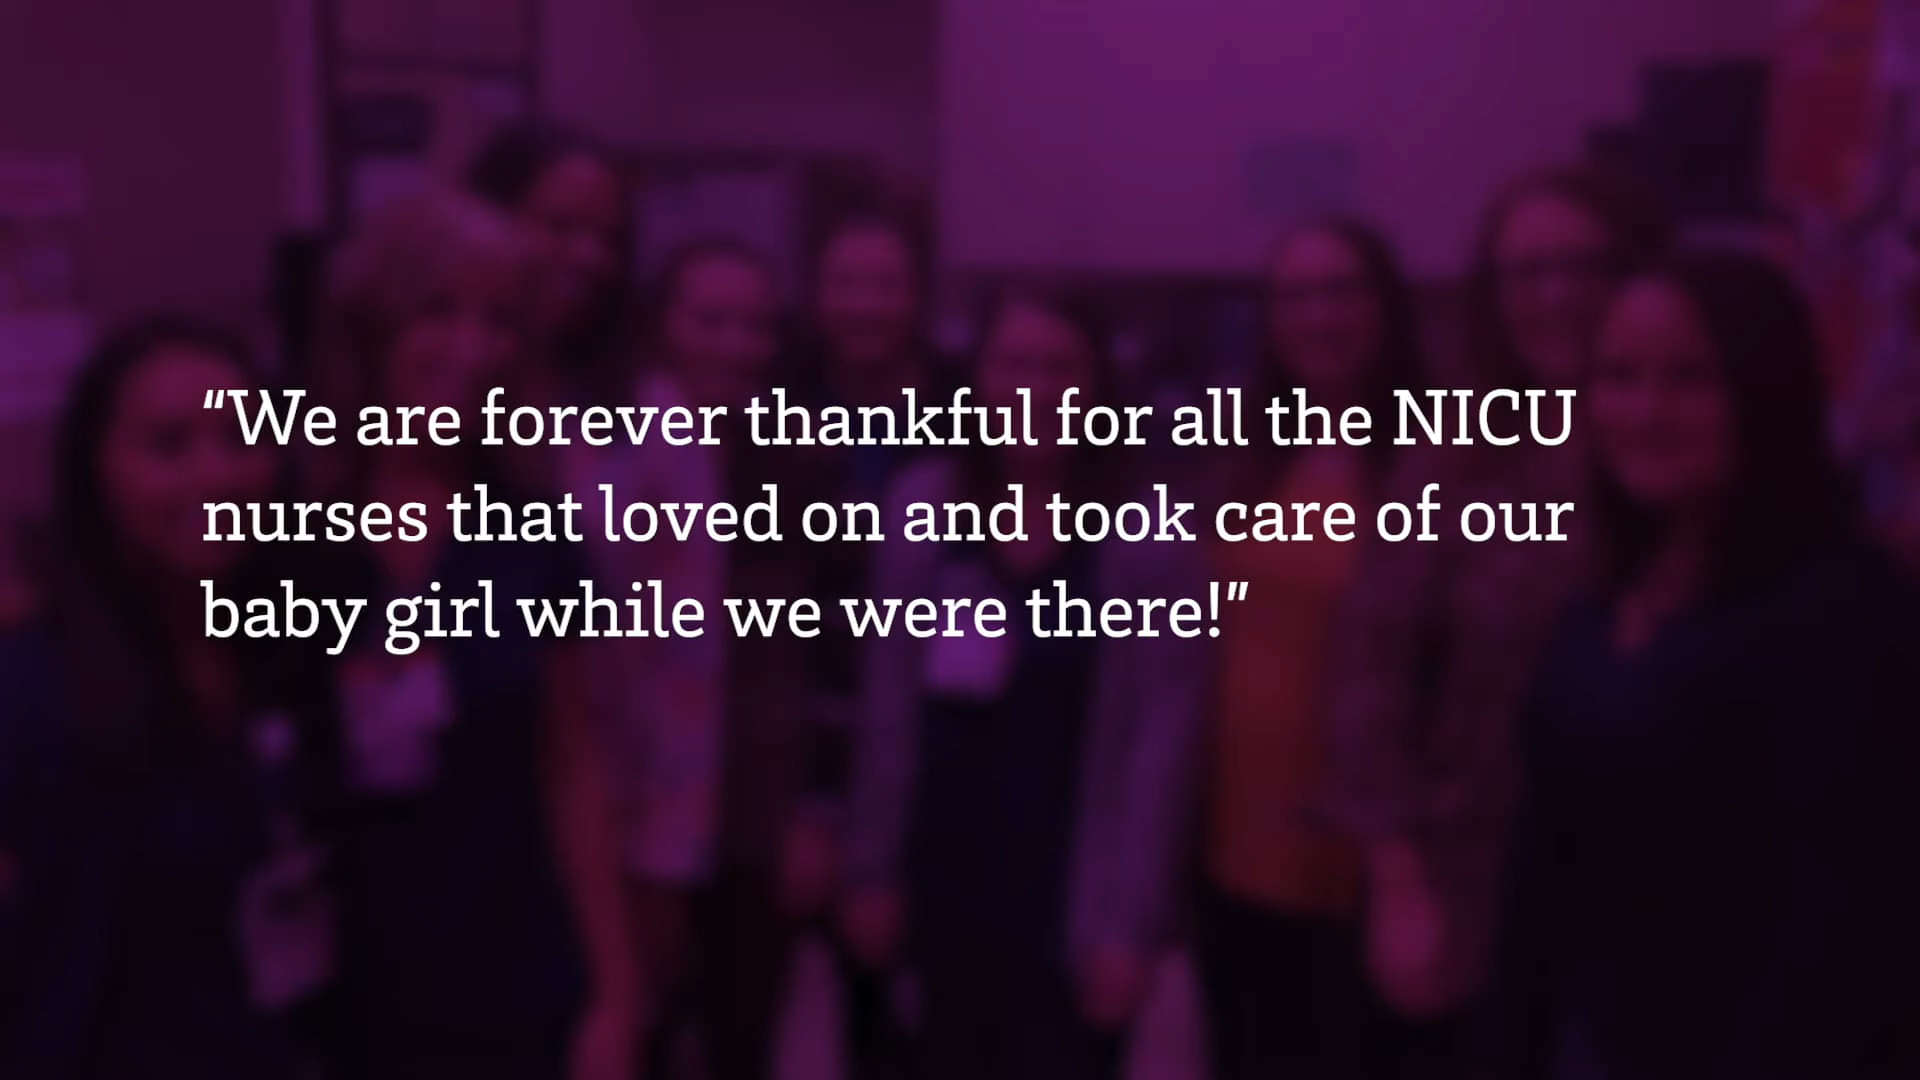 “We are forever thankful for all the NICU
nurses that loved on and took care of our
baby girl while we were there!”